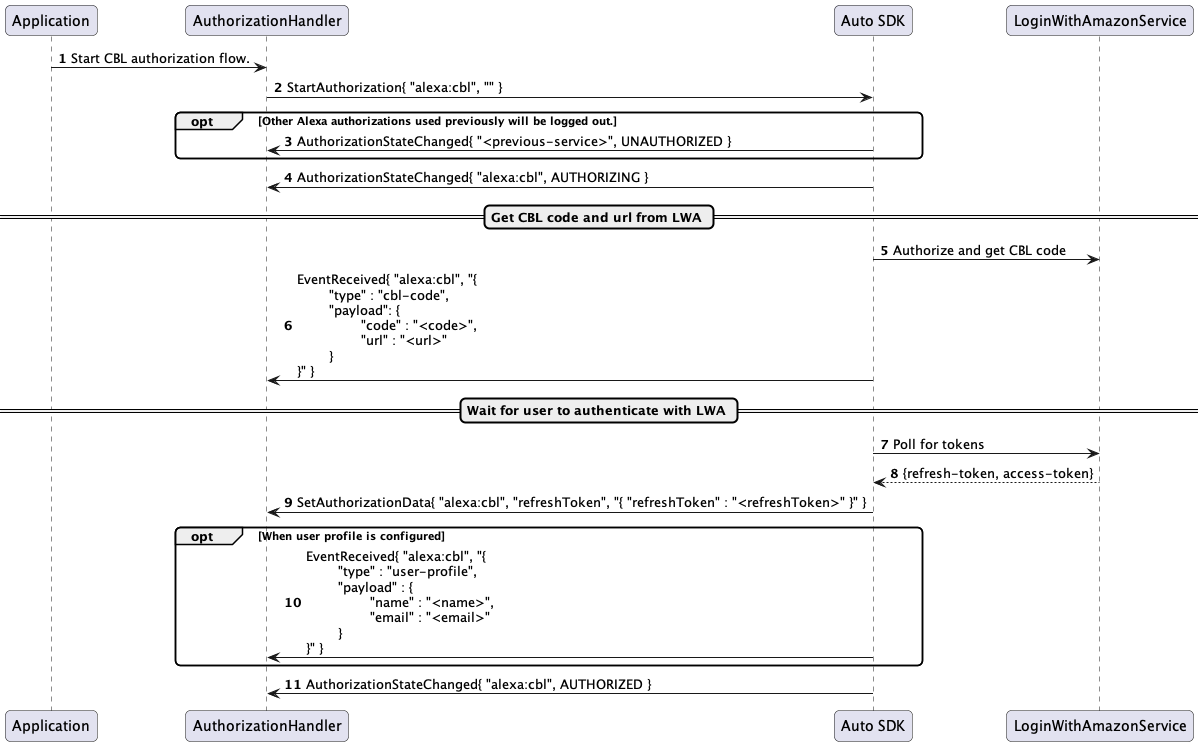 Application
AuthorizationHandler
Auto SDK
LoginWithAmazonService
1 Start CBL authorization flow.
2 StartAuthorization{ "alexa:cbl", "" }
opt [Other Alexa authorizations used previously will be logged out.]
3 AuthorizationStateChanged{ "<previous-service>", UNAUTHORIZED }
4 AuthorizationStateChanged{ "alexa:cbl", AUTHORIZING }
Get CBL code and url from LWA
5 Authorize and get CBL code
EventReceived{ "alexa:cbl", "{
"type" : "cbl-code",
"payload": {
6 "code" : "<code>",
"url" : "<url>"
}
}" }
Wait for user to authenticate with LWA
7 Poll for tokens
8 {refresh-token, access-token}
9 SetAuthorizationData{ "alexa:cbl", "refreshToken", "{ "refreshToken" : "<refreshToken>" }" }
opt [When user profile is configured]
EventReceived{ "alexa:cbl", "{
"type" : "user-profile",
"payload" : {
10 "name" : "<name>",
"email" : "<email>"
}
}" }
11 AuthorizationStateChanged{ "alexa:cbl", AUTHORIZED }
Application
AuthorizationHandler
Auto SDK
LoginWithAmazonService